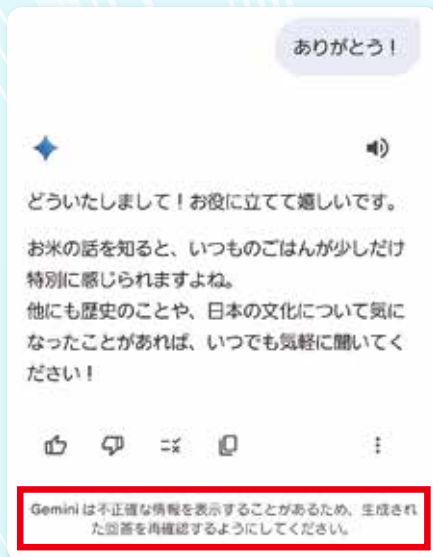 ありがとう！
どういたしまして！お役に立てて嬉しいです。
お米の話を知ると、いつものごはんが少しだけ
特別に感じられますよね。
他にも歴史のことや、日本の文化について気に
なったことがあれば、いつでも気軽に聞いてく
ださい！
Gemini は不正確な情報を表示することがあるため、生成され
た回答を再確認するようにしてください。